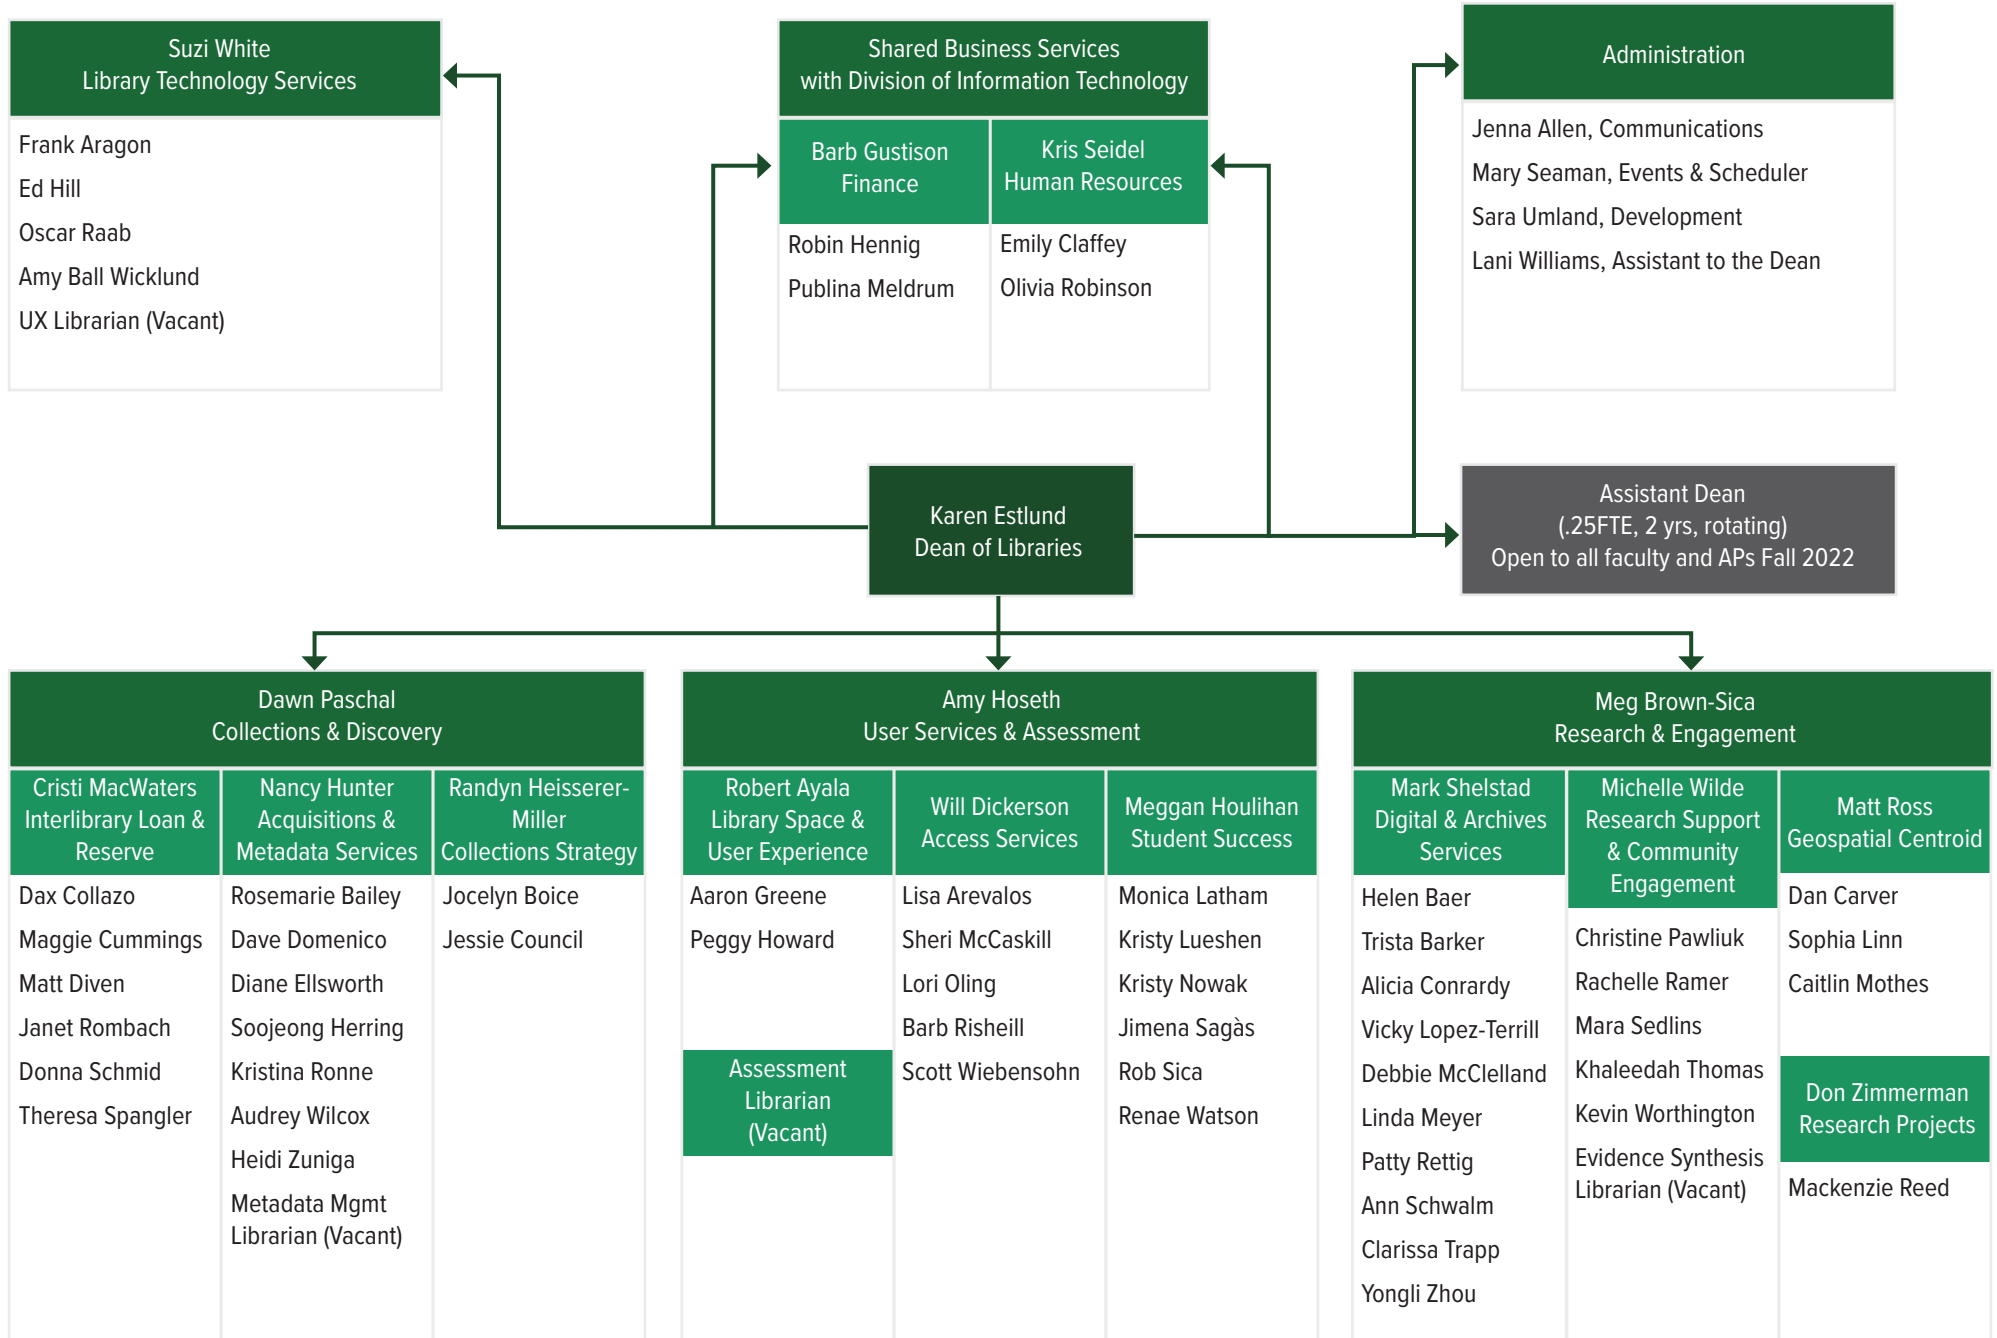 Suzi White
Library Technology Services
Frank Aragon
Ed Hill
Oscar Raab
Amy Ball Wicklund
UX Librarian (Vacant)
Shared Business Services
with Division of Information Technology
Barb Gustison
Finance
Robin Hennig
Publina Meldrum
Kris Seidel
Human Resources
Emily Claffey
Olivia Robinson
Administration
Jenna Allen, Communications
Mary Seaman, Events & Scheduler
Sara Umland, Development
Lani Williams, Assistant to the Dean
Karen Estlund
Dean of Libraries
Assistant Dean
(.25FTE, 2 yrs, rotating)
Open to all faculty and APs Fall 2022
Dawn Paschal
Collections & Discovery
Cristi MacWaters
Interlibrary Loan &
Reserve
Dax Collazo
Maggie Cummings
Matt Diven
Janet Rombach
Donna Schmid
Theresa Spangler
Nancy Hunter
Acquisitions &
Metadata Services
Rosemarie Bailey
Dave Domenico
Diane Ellsworth
Soojeong Herring
Kristina Ronne
Audrey Wilcox
Heidi Zuniga
Metadata Mgmt
Librarian (Vacant)
Randyn Heisserer-
Miller
Collections Strategy
Jocelyn Boice
Jessie Council
Amy Hoseth
User Services & Assessment
Robert Ayala
Library Space &
User Experience
Aaron Greene
Peggy Howard
Assessment
Librarian
(Vacant)
Will Dickerson
Access Services
Lisa Arevalos
Sheri McCaskill
Lori Oling
Barb Risheill
Scott Wiebensohn
Meggan Houlihan
Student Success
Monica Latham
Kristy Lueshen
Kristy Nowak
Jimena Sagàs
Rob Sica
Renae Watson
Meg Brown-Sica
Research & Engagement
Mark Shelstad
Digital & Archives
Services
Helen Baer
Trista Barker
Alicia Conrardy
Vicky Lopez-Terrill
Debbie McClelland
Linda Meyer
Patty Rettig
Ann Schwalm
Clarissa Trapp
Yongli Zhou
Michelle Wilde
Research Support
& Community
Engagement
Christine Pawliuk
Rachelle Ramer
Mara Sedlins
Khaleedah Thomas
Kevin Worthington
Evidence Synthesis
Librarian (Vacant)
Matt Ross
Geospatial Centroid
Dan Carver
Sophia Linn
Caitlin Mothes
Don Zimmerman
Research Projects
Mackenzie Reed